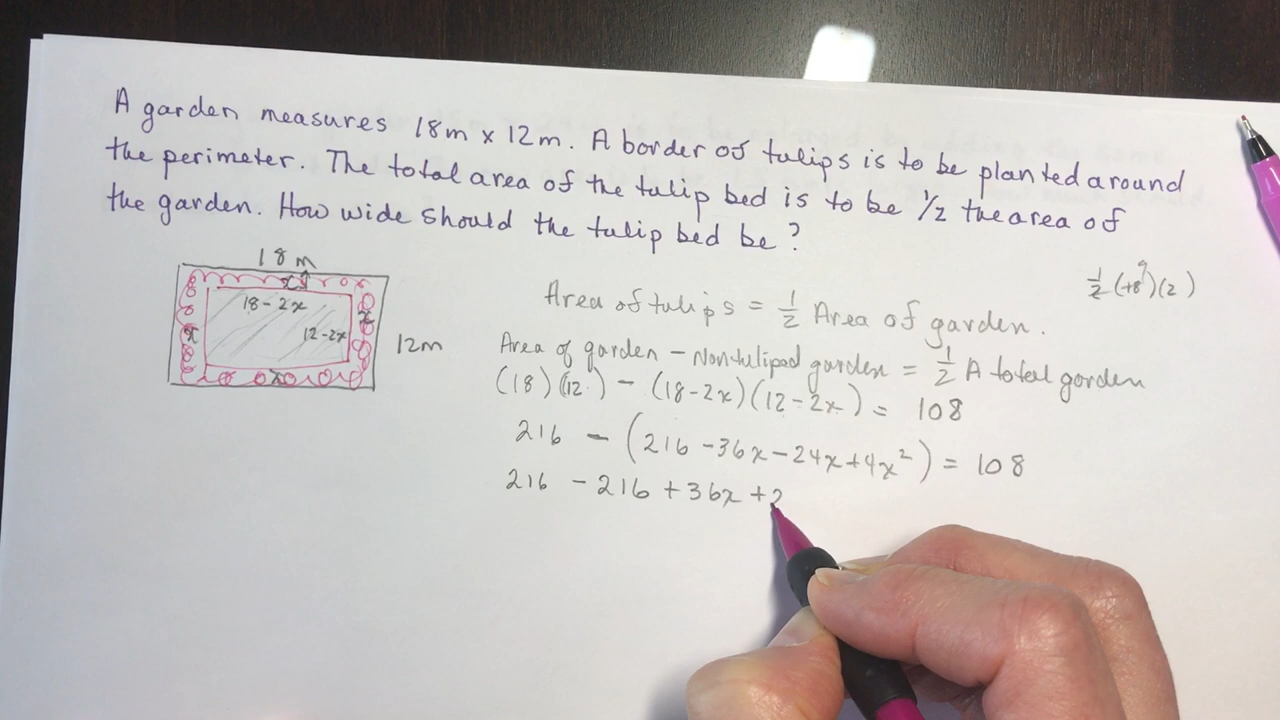 A garden measures 18m x 12m. A border of tulips is to be planted around
the perimeter. The total area of the tulip bed is to be 1/2 the area of
the garden. How wide should the tulip bed be?
18 m
x
18 - 2x
12 - 2x
x
x
x
12m
1/2 (18) (2)
9
Area of tulips = 1/2 Area of garden.
Area of garden - Nontuliped garden = 1/2 A total garden
(18)(12) - (18-2x)(12-2x) = 108
216 - (216 -36x -24x +4x²) = 108
216 - 216 + 36x + 2